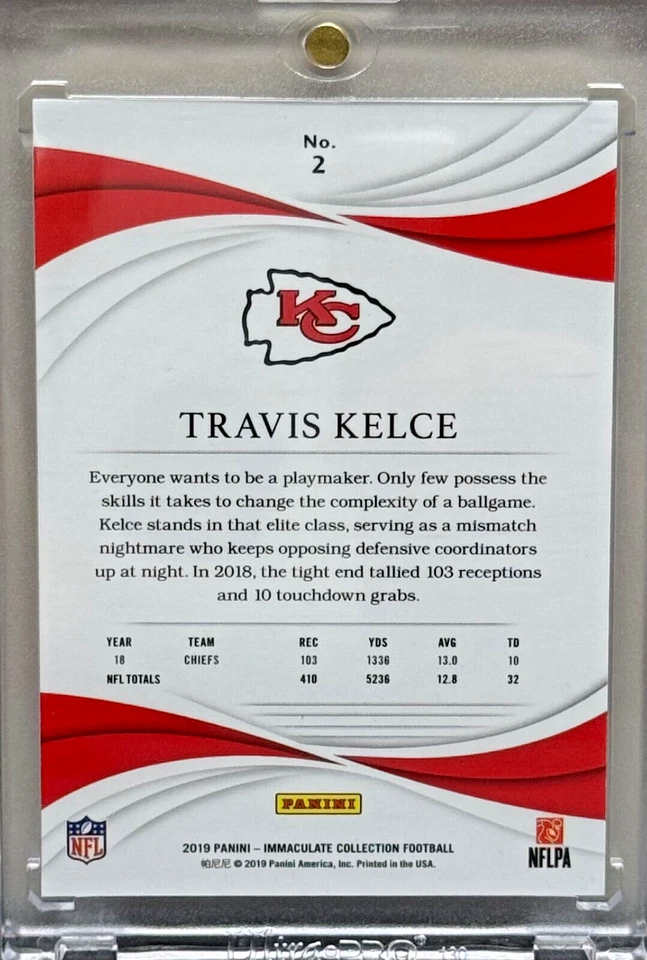 No.
2
KC
TRAVIS KELCE
Everyone wants to be a playmaker. Only few possess the
skills it takes to change the complexity of a ballgame.
Kelce stands in that elite class, serving as a mismatch
nightmare who keeps opposing defensive coordinators
up at night. In 2018, the tight end tallied 103 receptions
and 10 touchdown grabs.
YEAR TEAM REC YDS AVG TD
18 CHIEFS 103 1336 13.0 10
NFL TOTALS 410 5236 12.8 32
PANINI
NFL
2019 PANINI – IMMACULATE COLLECTION FOOTBALL
帕尼尼 © 2019 Panini America, Inc. Printed in the USA.
NFLPA
UltraPRO® 130